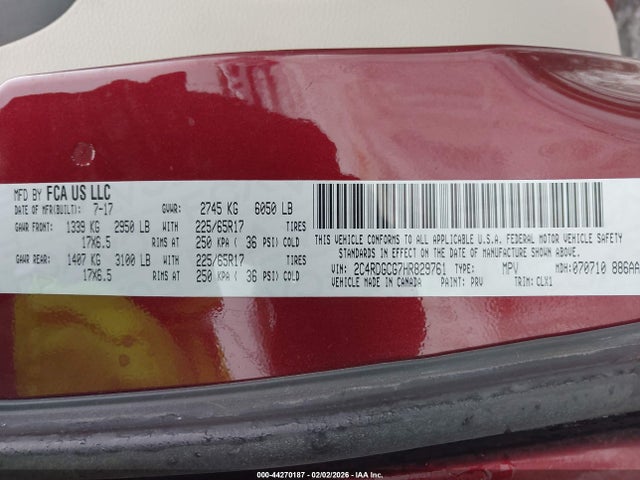 MFD BY FCA US LLC
DATE OF MFR(BUILT): 7-17 GVWR: 2745 KG 6050 LB
GAWR FRONT: 1339 KG 2950 LB WITH 225/65R17 TIRES
17X6.5 RIMS AT 250 KPA ( 36 PSI) COLD
GAWR REAR: 1407 KG 3100 LB WITH 225/65R17 TIRES
17X6.5 RIMS AT 250 KPA ( 36 PSI) COLD
THIS VEHICLE CONFORMS TO ALL APPLICABLE U.S.A. FEDERAL MOTOR VEHICLE SAFETY
STANDARDS IN EFFECT ON THE DATE OF MANUFACTURE SHOWN ABOVE.
VIN: 2C4RDGCG7HR829761 TYPE: MPV MDH: 070710 886AA
VEHICLE MADE IN CANADA PAINT: PRV TRIM: CLX1
000-44270187 - 02/02/2026 - IAA Inc.